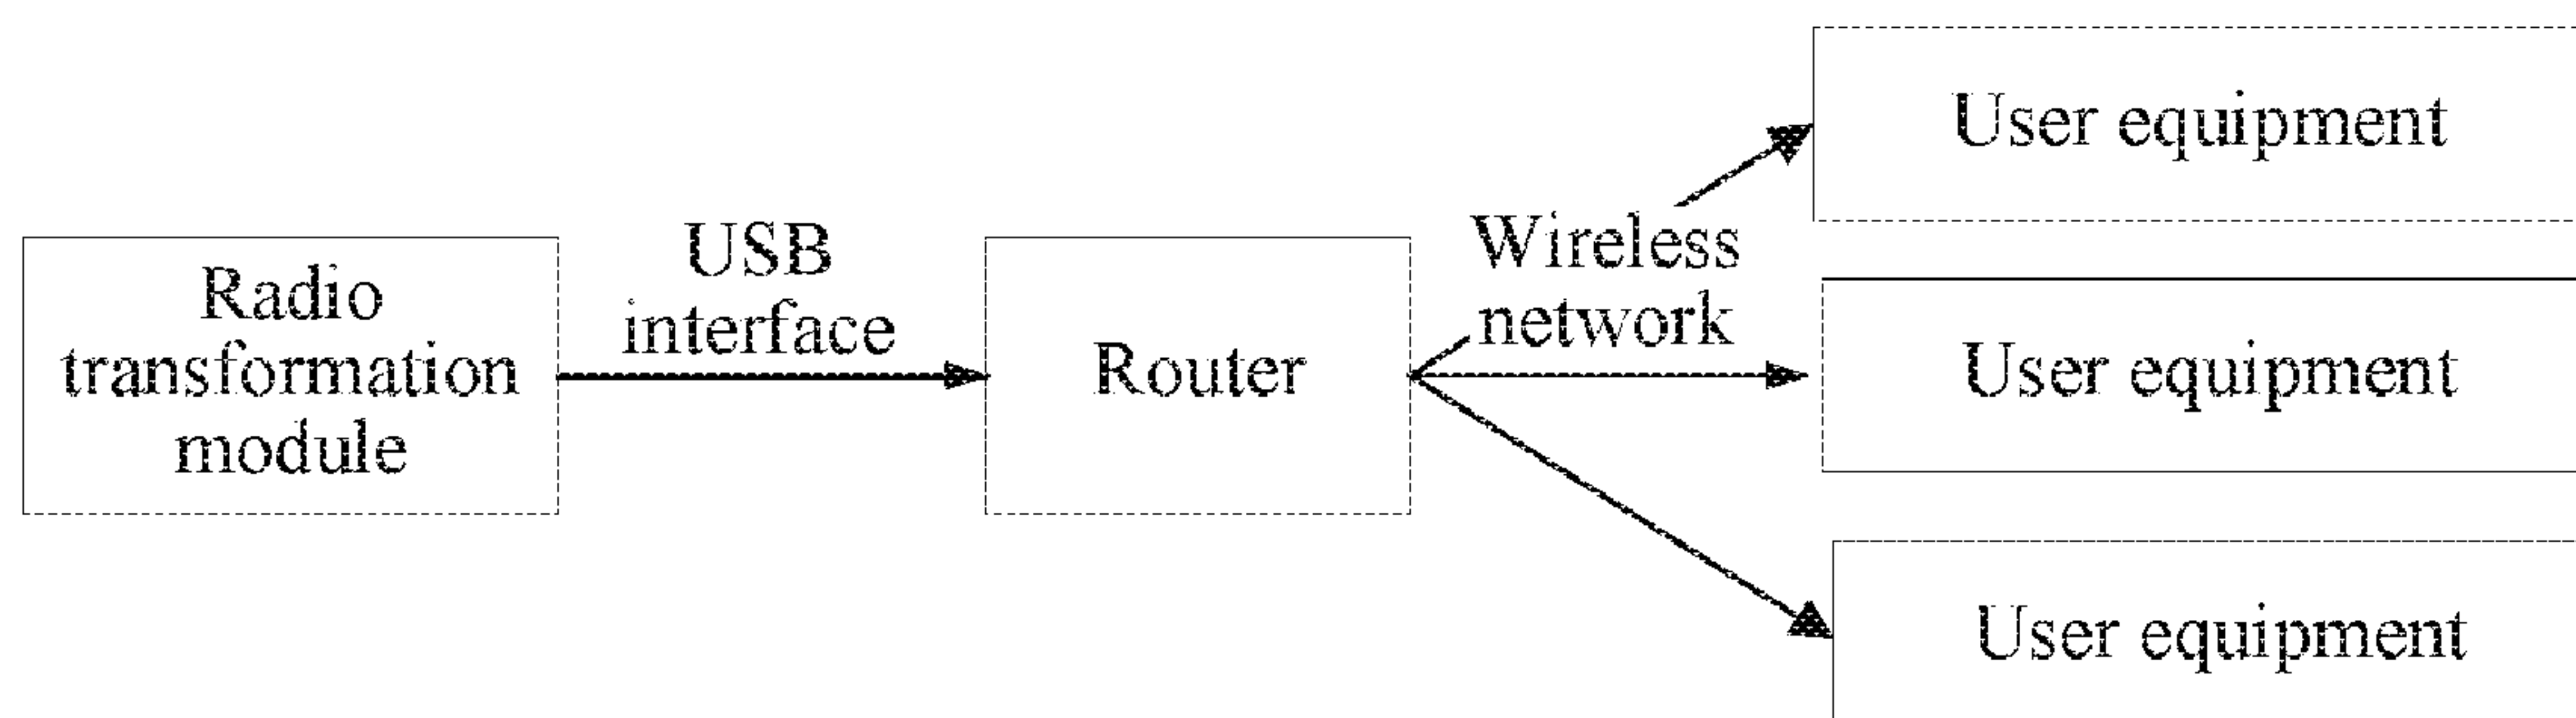 Radio
transformation
module
USB
interface
Router
Wireless
network
User equipment
User equipment
User equipment